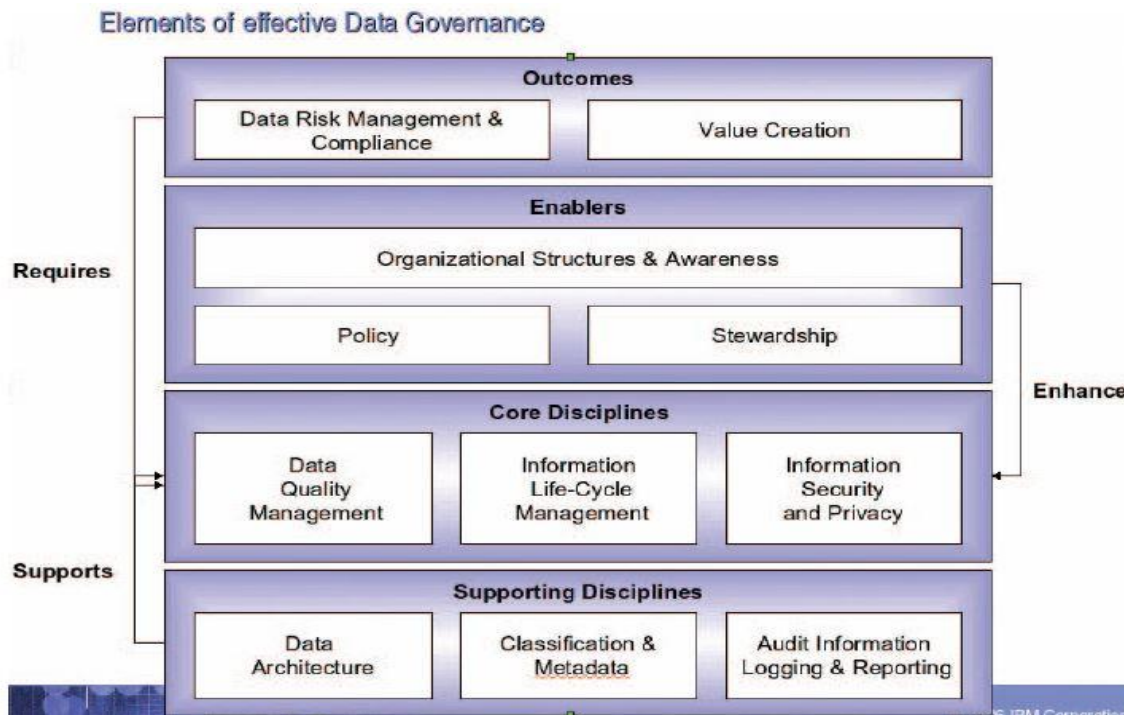 Elements of effective Data Governance
Outcomes
Data Risk Management &
Compliance
Value Creation
Enablers
Organizational Structures & Awareness
Requires
Policy
Stewardship
Enhance
Core Disciplines
Data
Quality
Management
Information
Life-Cycle
Management
Information
Security
and Privacy
Supports
Supporting Disciplines
Data
Architecture
Classification &
Metadata
Audit Information
Logging & Reporting
IBM Corporation